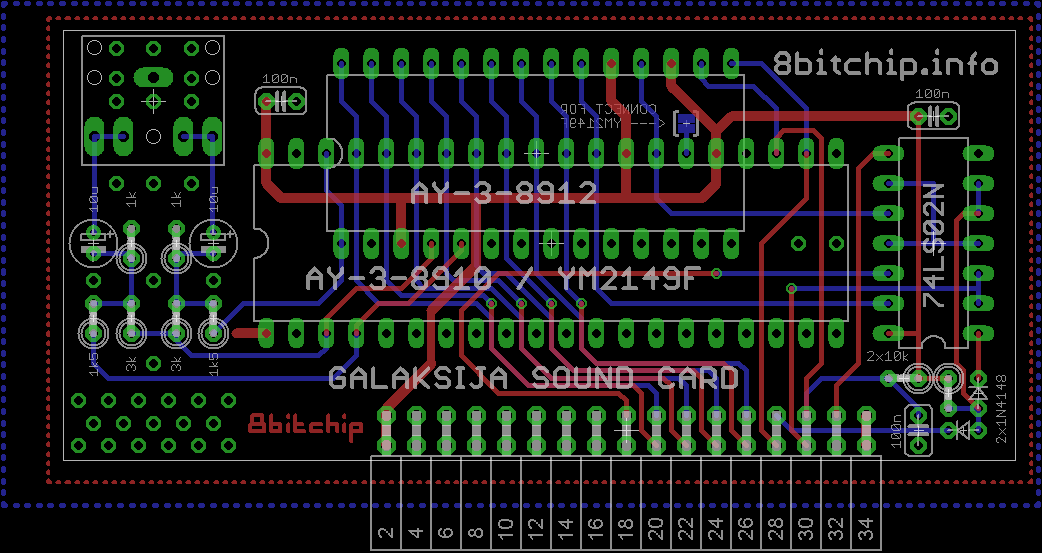 8bitchip.info
100n
100n
CONNECT FOR
YM2149F <---
AY-3-8912
10u
1k
1k
10u
74LS02N
AY-3-8910 / YM2149F
2x10k
1k5
3k
3k
1k5
GALAKSIJA SOUND CARD
2x1N4148
8bitchip
100n
2 4 6 8 10 12 14 16 18 20 22 24 26 28 30 32 34